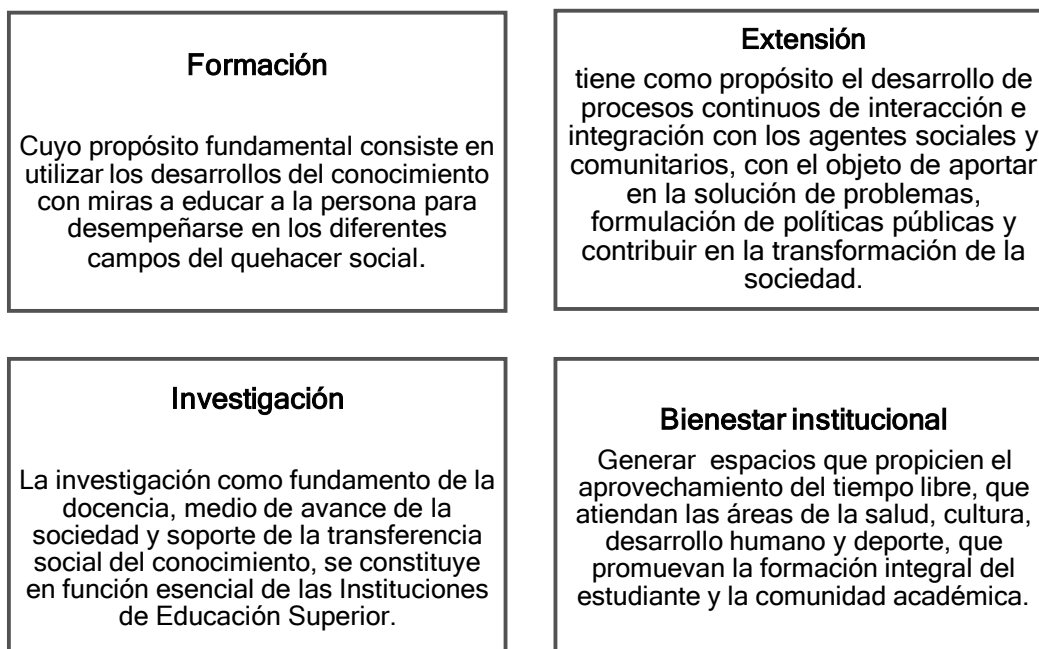 Formación
Cuyo propósito fundamental consiste en
utilizar los desarrollos del conocimiento
con miras a educar a la persona para
desempeñarse en los diferentes
campos del quehacer social.
Extensión
tiene como propósito el desarrollo de
procesos continuos de interacción e
integración con los agentes sociales y
comunitarios, con el objeto de aportar
en la solución de problemas,
formulación de políticas públicas y
contribuir en la transformación de la
sociedad.
Investigación
La investigación como fundamento de la
docencia, medio de avance de la
sociedad y soporte de la transferencia
social del conocimiento, se constituye
en función esencial de las Instituciones
de Educación Superior.
Bienestar institucional
Generar espacios que propicien el
aprovechamiento del tiempo libre, que
atiendan las áreas de la salud, cultura,
desarrollo humano y deporte, que
promuevan la formación integral del
estudiante y la comunidad académica.